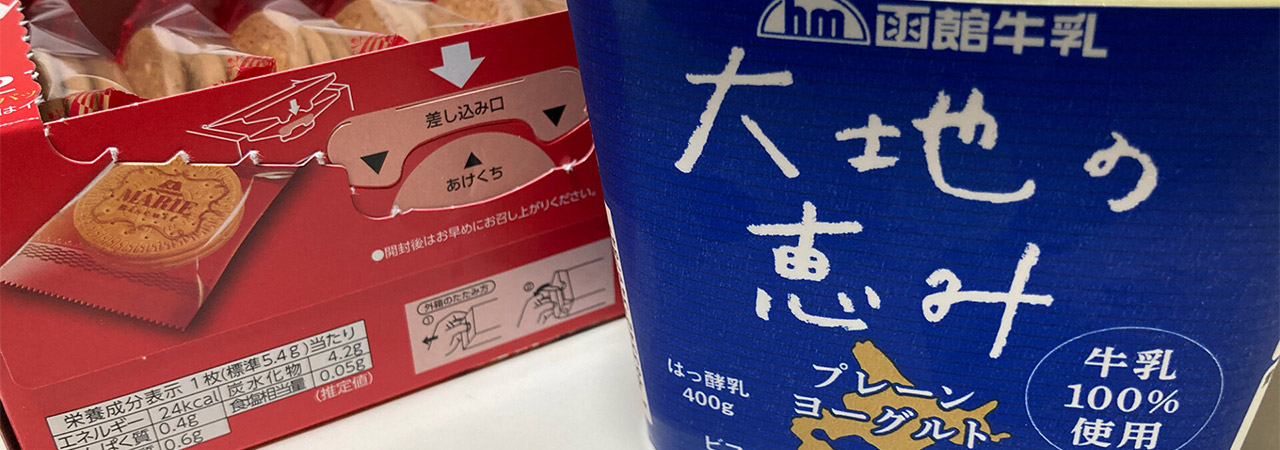 差し込み口
あけくち
MARIE
●開封後はお早めにお召し上がりください。
外箱のたたみ方
①
②
栄養成分表示 1枚(標準5.4g)当たり
エネルギー 24kcal 炭水化物 4.2g
たんぱく質 0.4g 食塩相当量 0.05g
0.6g
(推定値)
hm 函館牛乳
大地の
恵み
はっ酵乳
400g
プレーン
ヨーグルト
牛乳
100%
使用
ビフ